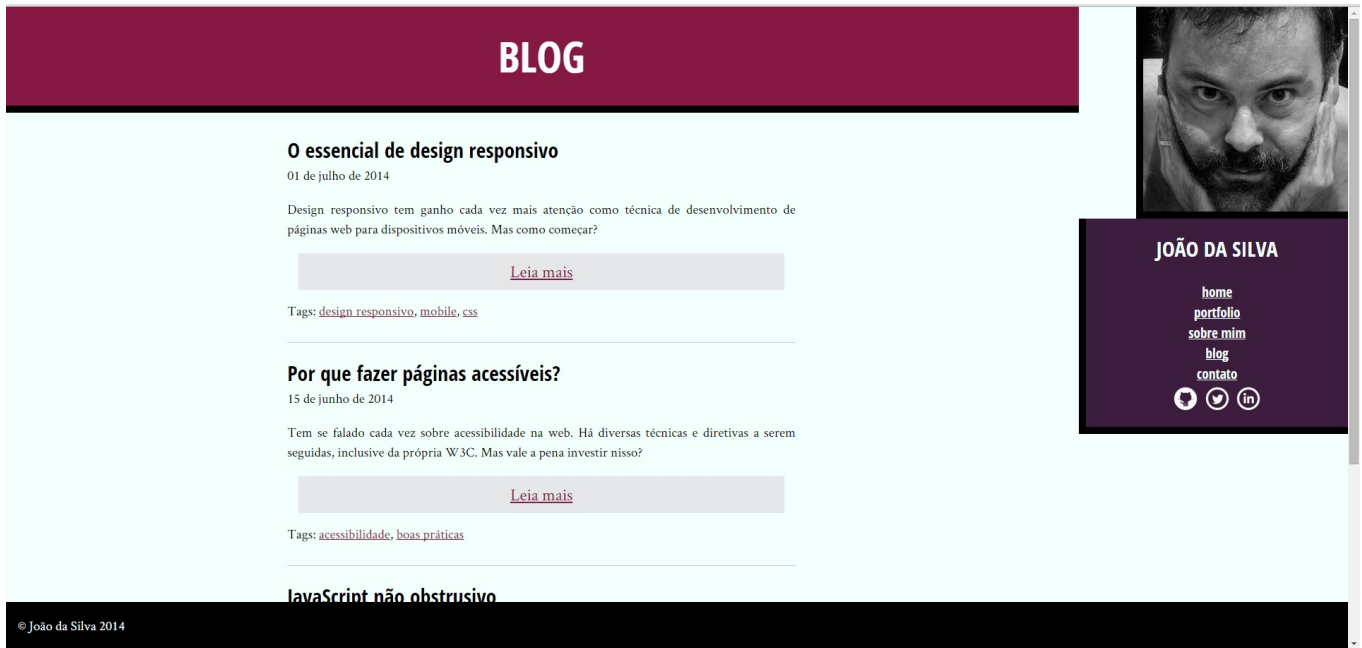 BLOG
O essencial de design responsivo
01 de julho de 2014
Design responsivo tem ganho cada vez mais atenção como técnica de desenvolvimento de
páginas web para dispositivos móveis. Mas como começar?
Leia mais
Tags: design responsivo, mobile, css
Por que fazer páginas acessíveis?
15 de junho de 2014
Tem se falado cada vez sobre acessibilidade na web. Há diversas técnicas e diretivas a serem
seguidas, inclusive da própria W3C. Mas vale a pena investir nisso?
Leia mais
Tags: acessibilidade, boas práticas
JavaScript não obstrusivo
JOÃO DA SILVA
home
portfolio
sobre mim
blog
contato
in
© João da Silva 2014